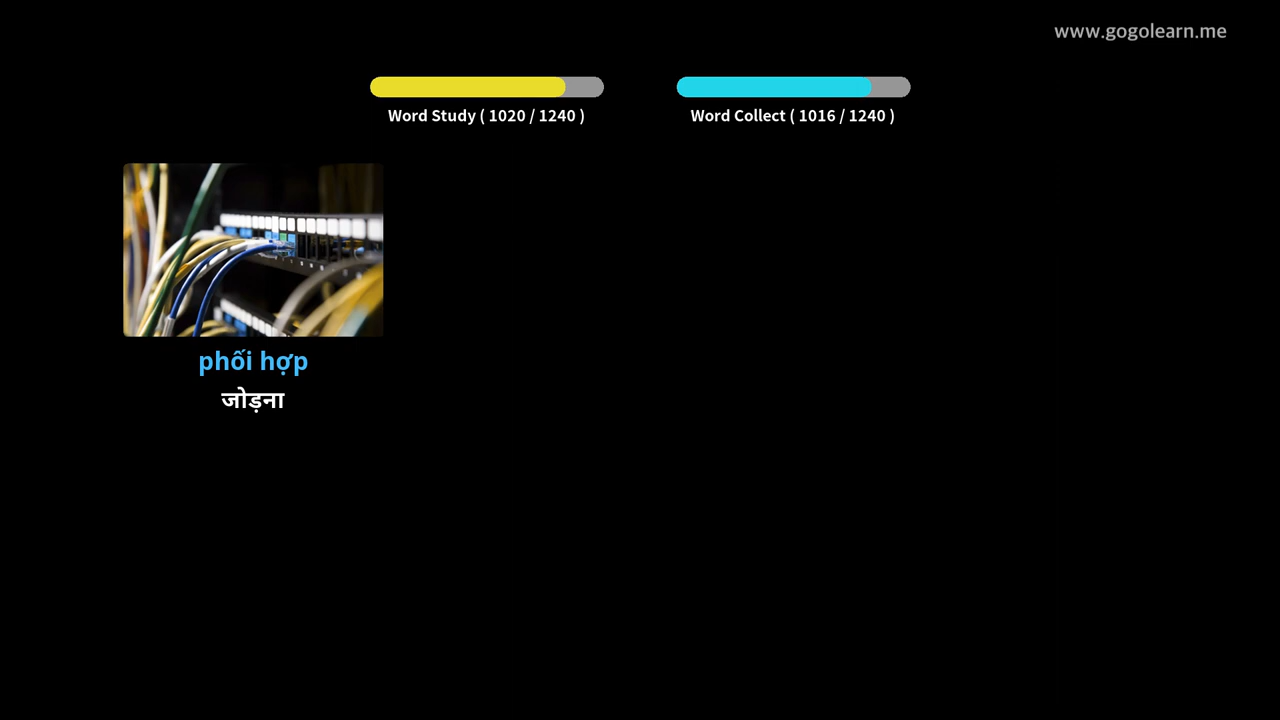 www.gogolearn.me
Word Study ( 1020 / 1240 )
Word Collect ( 1016 / 1240 )
phối hợp
जोड़ना